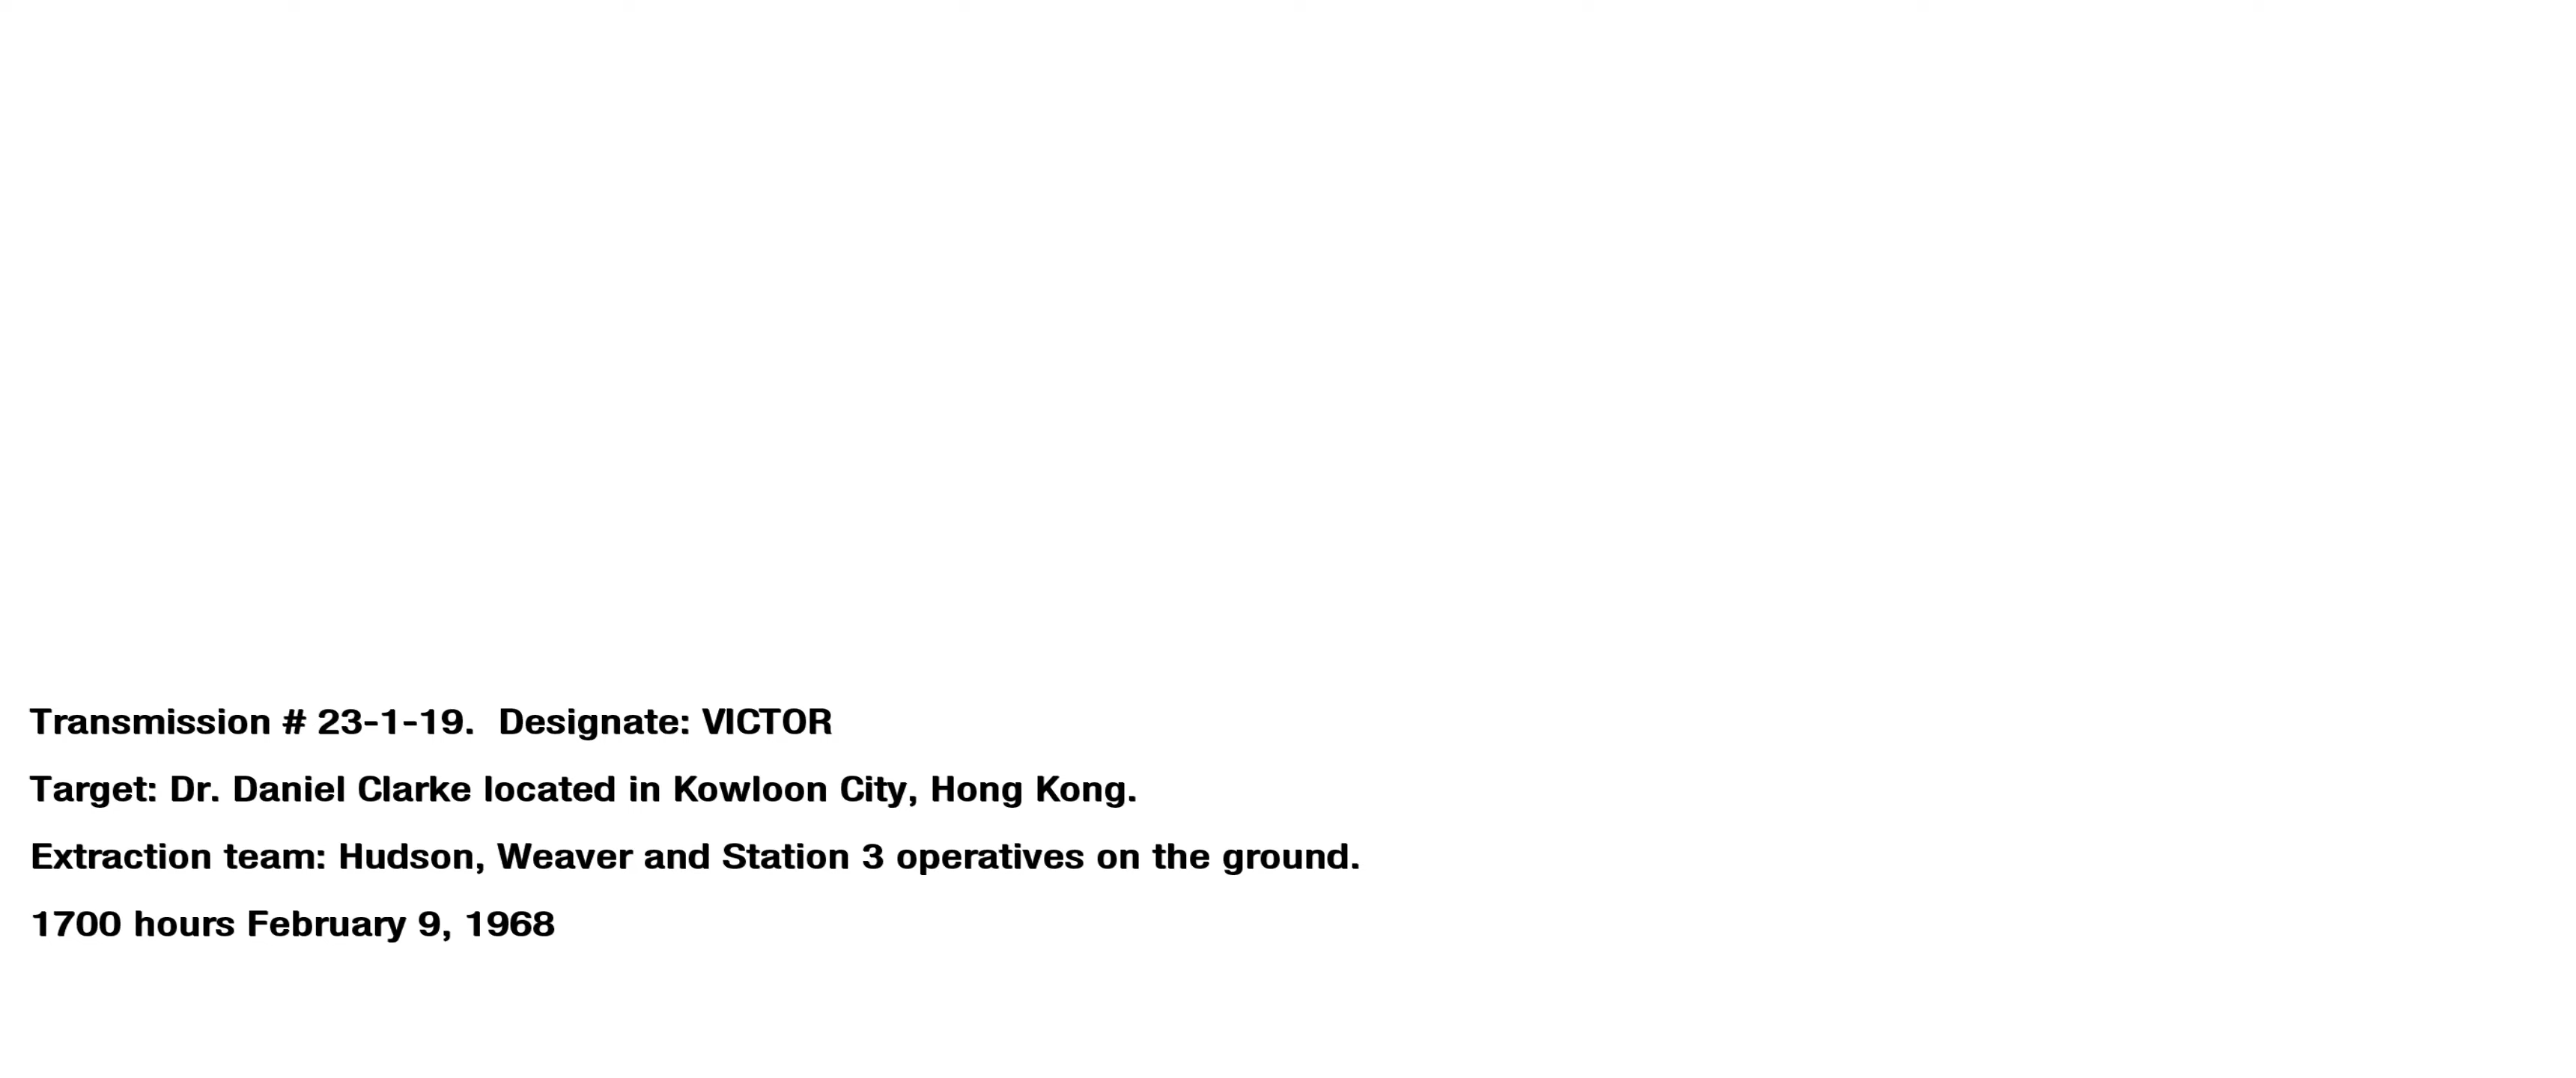 Transmission # 23-1-19.  Designate: VICTOR
Target: Dr. Daniel Clarke located in Kowloon City, Hong Kong.
Extraction team: Hudson, Weaver and Station 3 operatives on the ground.
1700 hours February 9, 1968